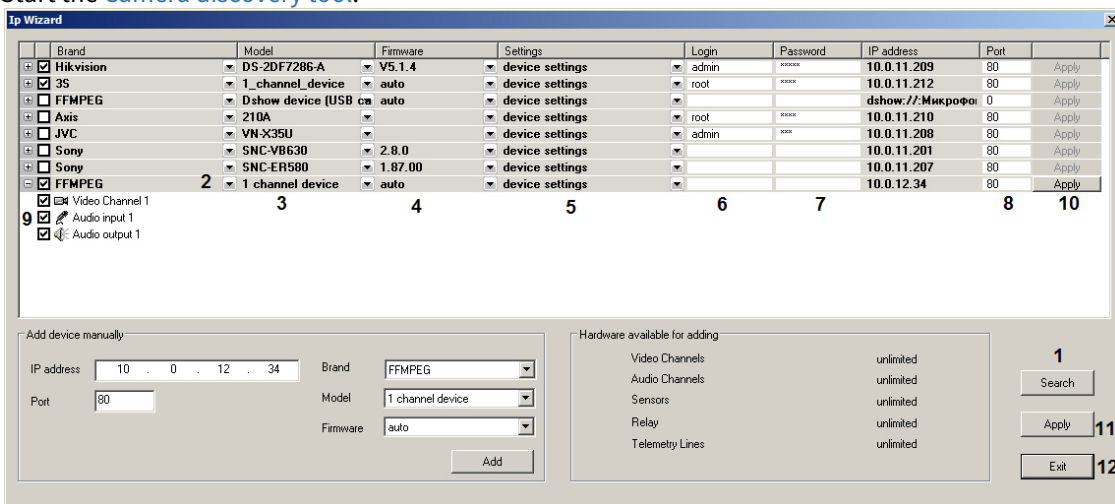 Start the Camera discovery tool.
Ip Wizard
Brand Model Firmware Settings Login Password IP address Port
Hikvision DS-2DF7286-A V5.1.4 device settings admin xxxxx 10.0.11.209 80 Apply
3S 1_channel_device auto device settings root xxxx 10.0.11.212 80 Apply
FFMPEG Dshow device (USB ca auto device settings dshow://:Микрофон 0 Apply
Axis 210A device settings root xxxx 10.0.11.210 80 Apply
JVC VN-X35U device settings admin xxx 10.0.11.208 80 Apply
Sony SNC-VB630 2.8.0 device settings 10.0.11.201 80 Apply
Sony SNC-ER580 1.87.00 device settings 10.0.11.207 80 Apply
FFMPEG 2 1 channel device auto device settings 10.0.12.34 80 Apply
Video Channel 1 3 4 5 6 7 8 10
9 Audio input 1
Audio output 1
Add device manually
IP address 10 . 0 . 12 . 34 Brand FFMPEG
Port 80 Model 1 channel device
Firmware auto
Add
Hardware available for adding
Video Channels unlimited
Audio Channels unlimited
Sensors unlimited
Relay unlimited
Telemetry Lines unlimited
1
Search
Apply 11
Exit 12